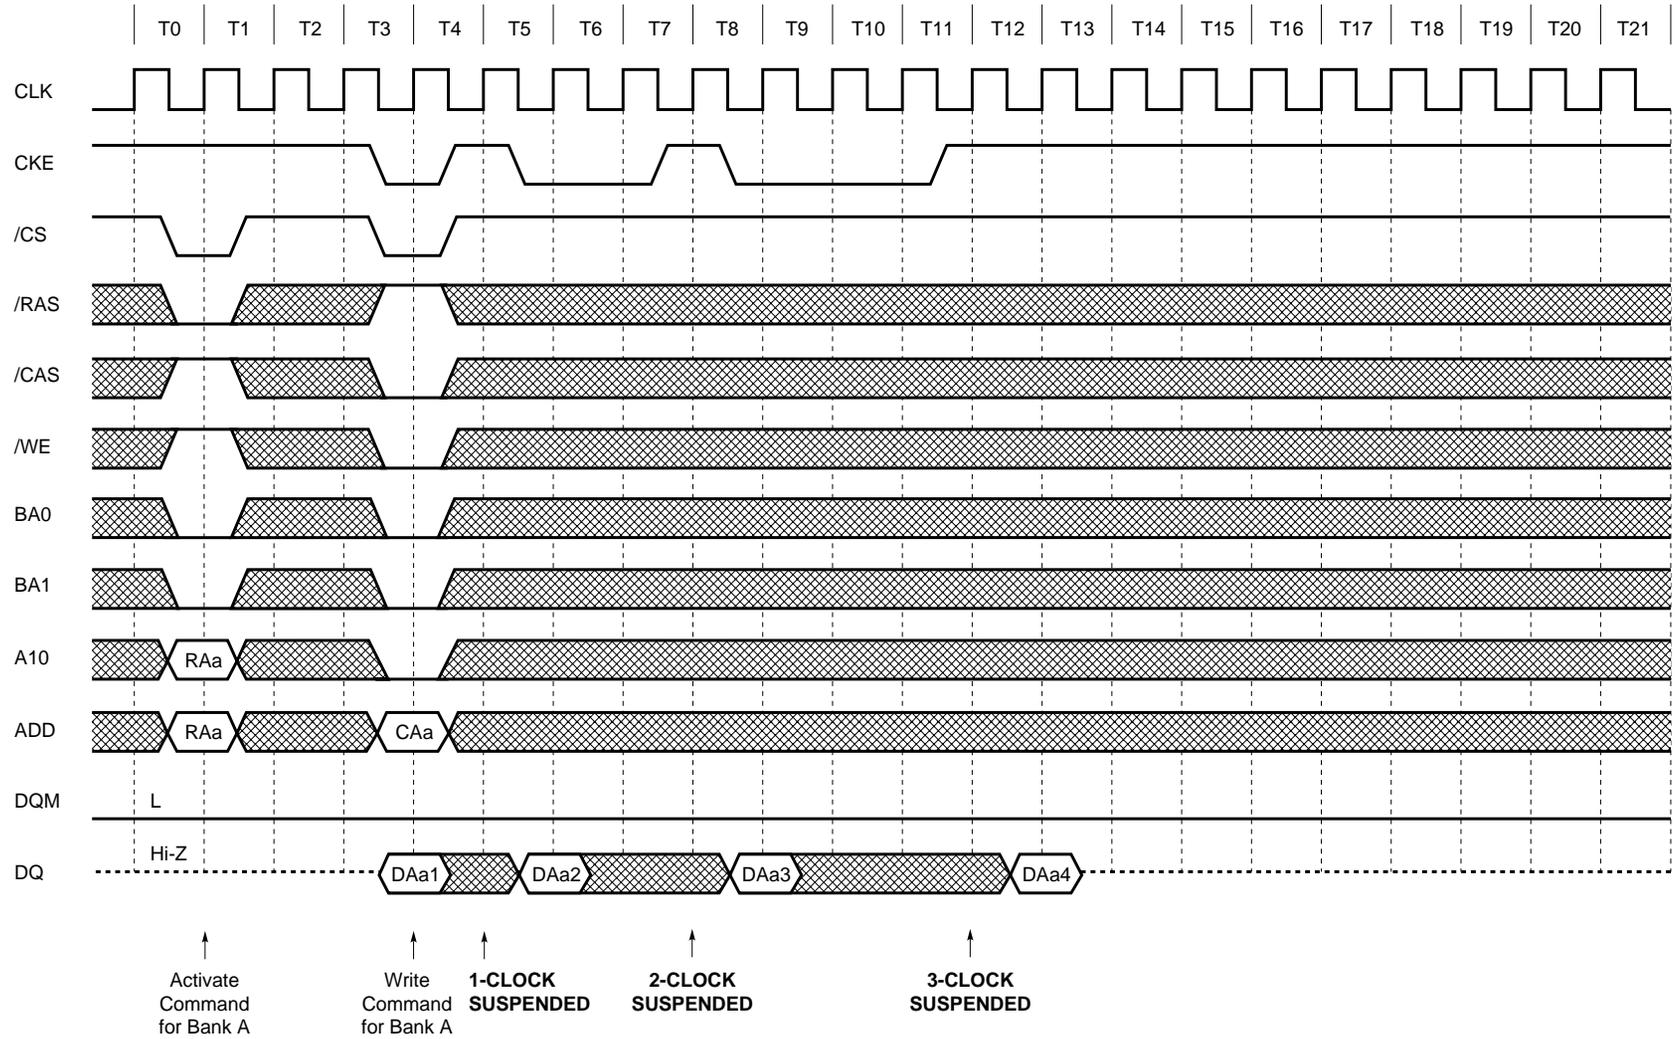 T0 T1 T2 T3 T4 T5 T6 T7 T8 T9 T10 T11 T12 T13 T14 T15 T16 T17 T18 T19 T20 T21
CLK
CKE
/CS
/RAS
/CAS
/WE
BA0
BA1
A10 RAa
ADD RAa CAa
DQM L
Hi-Z
DQ DAa1 DAa2 DAa3 DAa4
Activate
Command
for Bank A
Write
Command
for Bank A
1-CLOCK
SUSPENDED
2-CLOCK
SUSPENDED
3-CLOCK
SUSPENDED